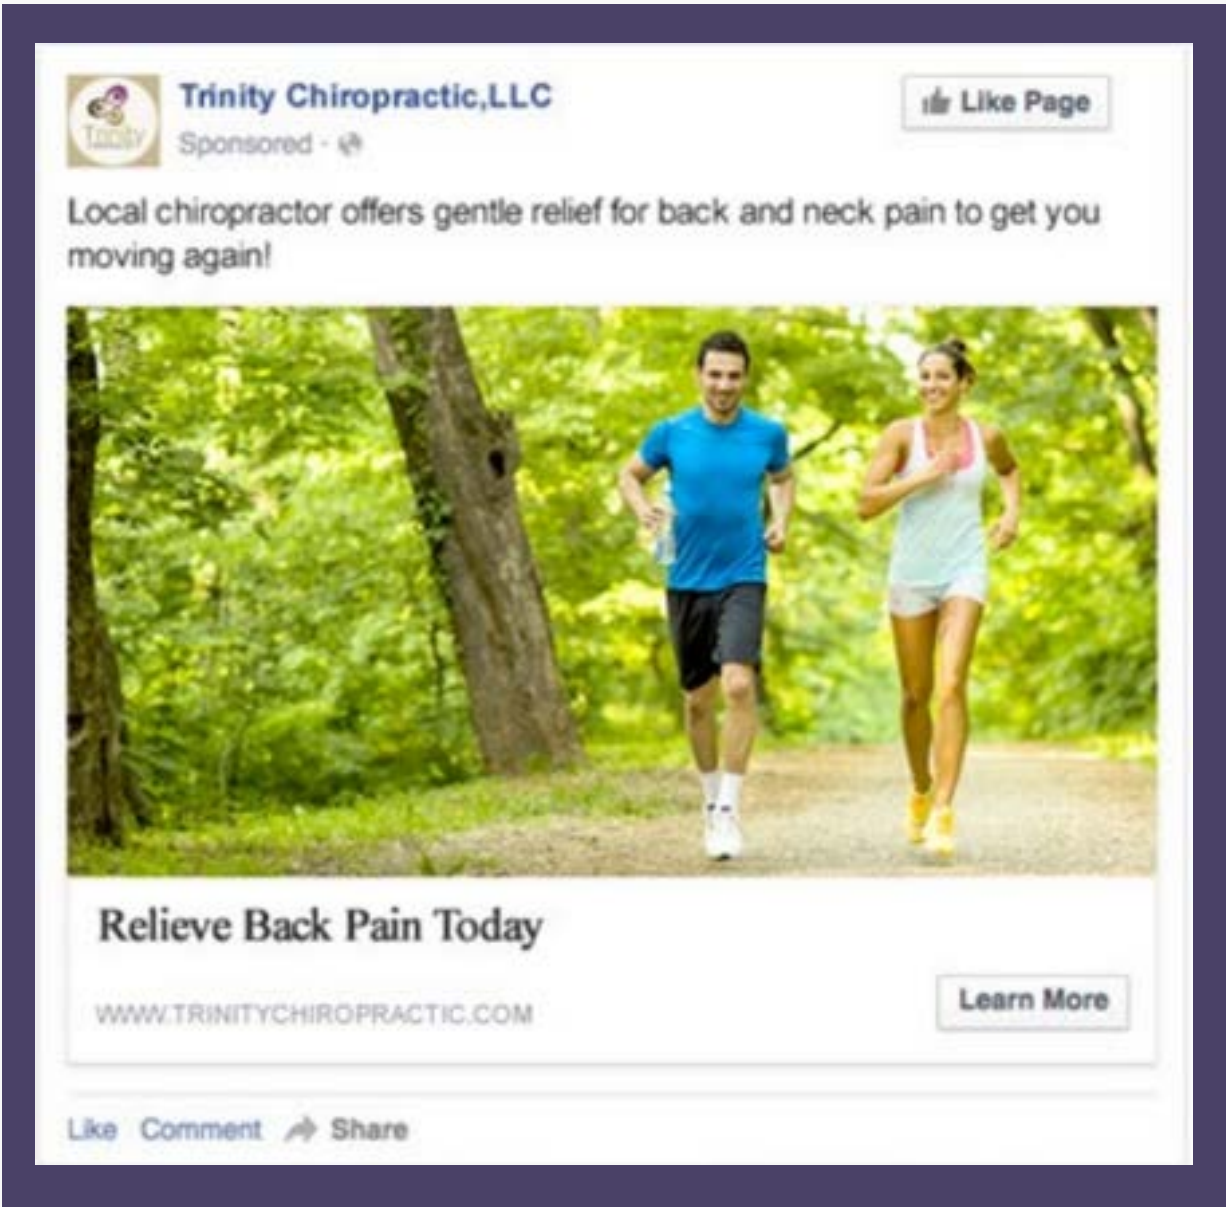 Trinity Chiropractic,LLC
Like Page
Sponsored ·
Trinity
Local chiropractor offers gentle relief for back and neck pain to get you
moving again!
Relieve Back Pain Today
WWW.TRINITYCHIROPRACTIC.COM
Learn More
Like Comment Share